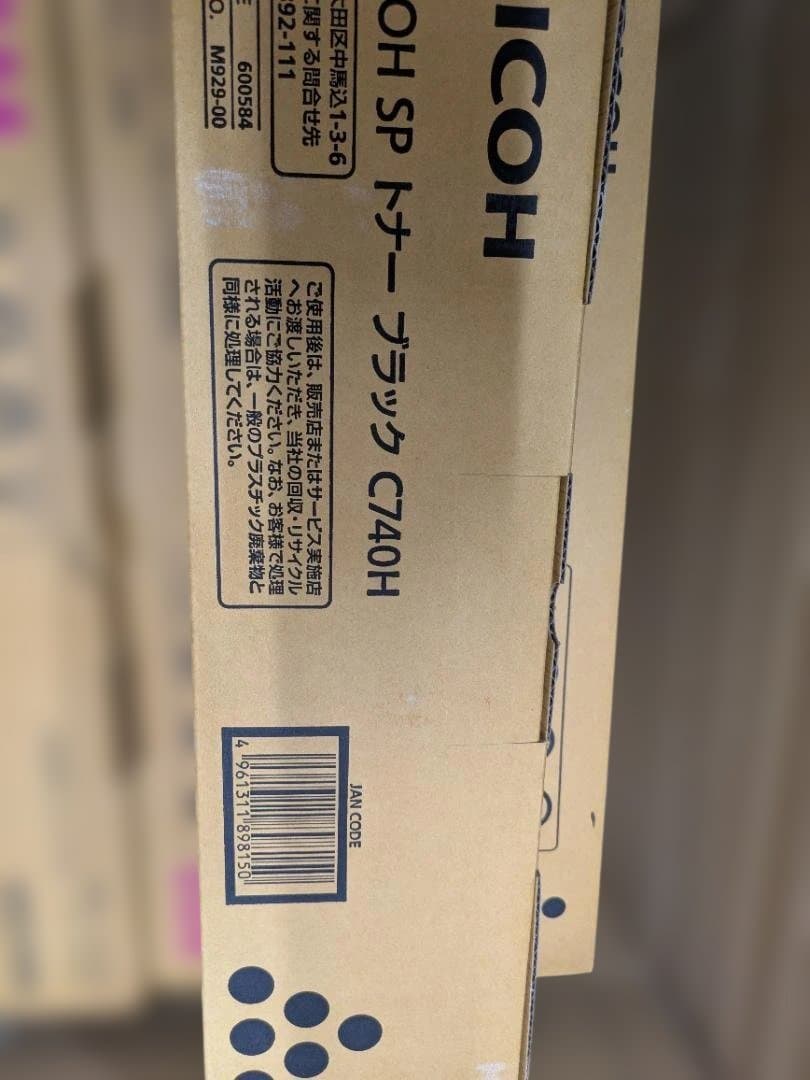 RICOH
RICOH SP トナー ブラック C740H
大田区中馬込1-3-6
に関する問合せ先
892-111
E 600584
O. M929-00
ご使用後は、販売店またはサービス実施店
へお渡しいただき、当社の回収・リサイクル
活動にご協力ください。なお、お客様で処理
される場合は、一般のプラスチック廃棄物と
同様に処理してください。
JAN CODE
4 961311 898150